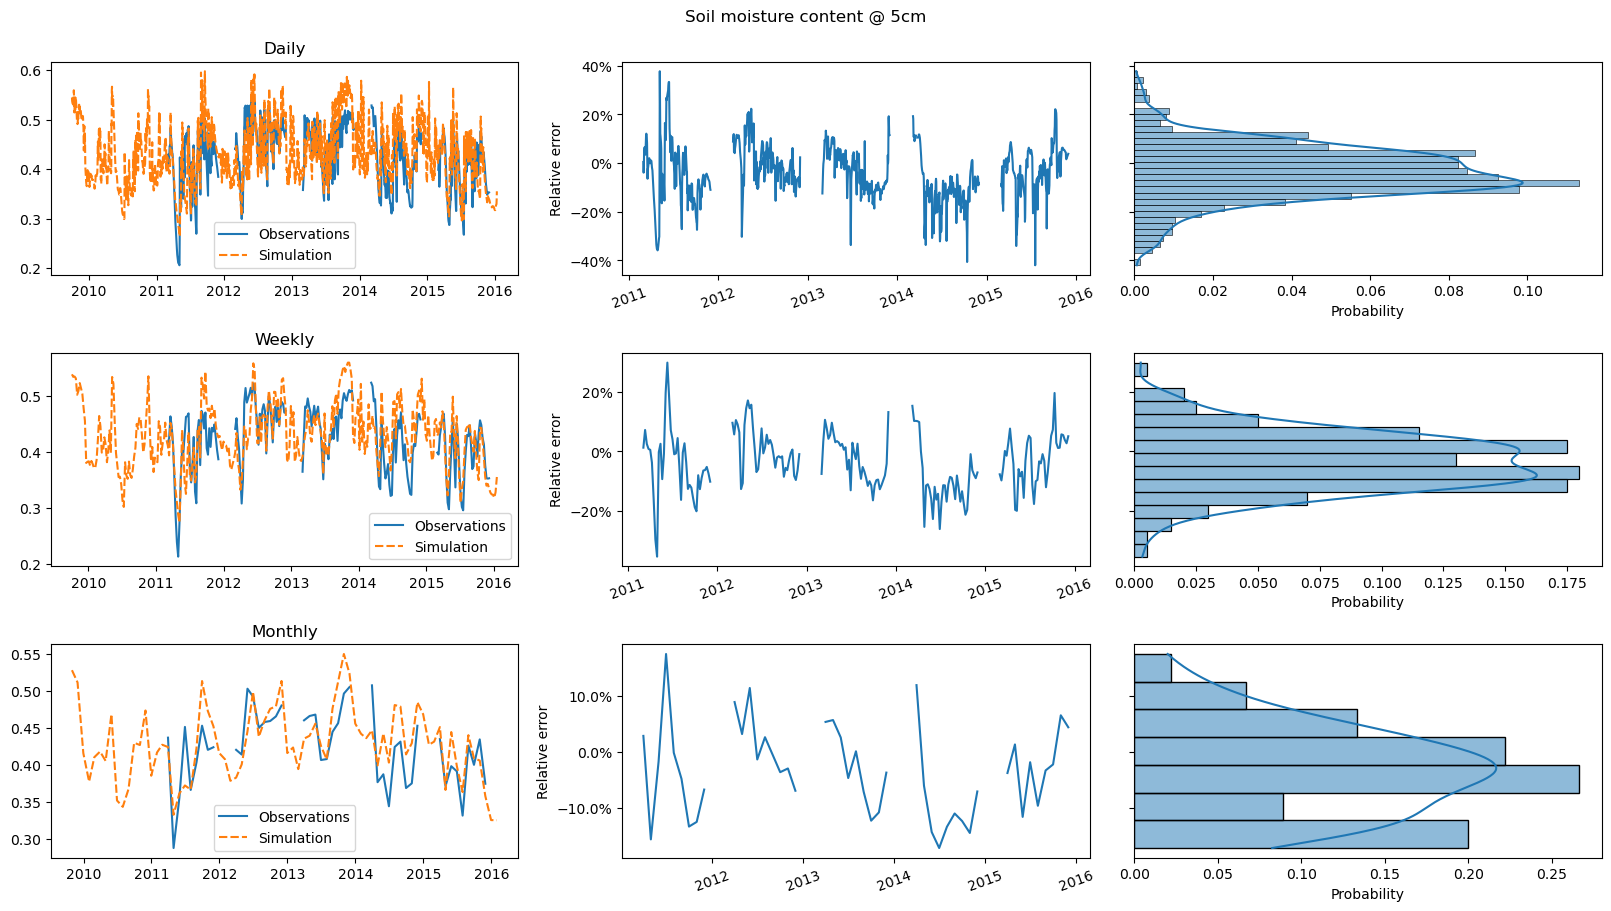 Soil moisture content @ 5cm
Daily
0.6
0.5
0.4
0.3
0.2
Observations
Simulation
2010 2011 2012 2013 2014 2015 2016
Relative error
40%
20%
0%
−20%
−40%
2011 2012 2013 2014 2015 2016
0.00 0.02 0.04 0.06 0.08 0.10
Probability
Weekly
0.5
0.4
0.3
0.2
Observations
Simulation
2010 2011 2012 2013 2014 2015 2016
Relative error
20%
0%
−20%
2011 2012 2013 2014 2015 2016
0.000 0.025 0.050 0.075 0.100 0.125 0.150 0.175
Probability
Monthly
0.55
0.50
0.45
0.40
0.35
0.30
Observations
Simulation
2010 2011 2012 2013 2014 2015 2016
Relative error
10.0%
0.0%
−10.0%
2012 2013 2014 2015 2016
0.00 0.05 0.10 0.15 0.20 0.25
Probability